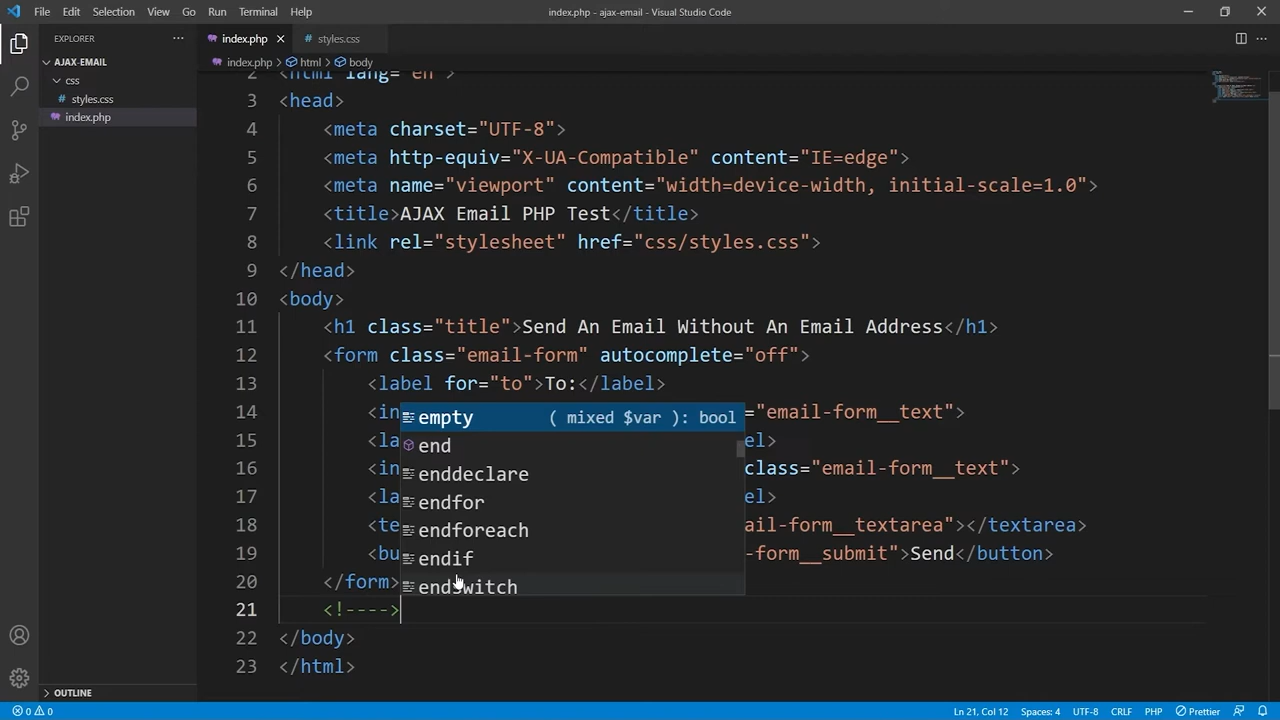 File Edit Selection View Go Run Terminal Help
index.php - ajax-email - Visual Studio Code
EXPLORER
AJAX-EMAIL
css
styles.css
index.php
OUTLINE
index.php styles.css
index.php > html > body
2 <html lang="en">
3 <head>
4 <meta charset="UTF-8">
5 <meta http-equiv="X-UA-Compatible" content="IE=edge">
6 <meta name="viewport" content="width=device-width, initial-scale=1.0">
7 <title>AJAX Email PHP Test</title>
8 <link rel="stylesheet" href="css/styles.css">
9 </head>
10 <body>
11 <h1 class="title">Send An Email Without An Email Address</h1>
12 <form class="email-form" autocomplete="off">
13 <label for="to">To:</label>
14 <in ="email-form__text">
15 <la el>
16 <in class="email-form__text">
17 <la el>
18 <te ail-form__textarea"></textarea>
19 <bu -form__submit">Send</button>
20 </form>
21 <!---->
22 </body>
23 </html>
empty ( mixed $var ): bool
end
enddeclare
endfor
endforeach
endif
endswitch
0 0
Ln 21, Col 12 Spaces: 4 UTF-8 CRLF PHP Prettier